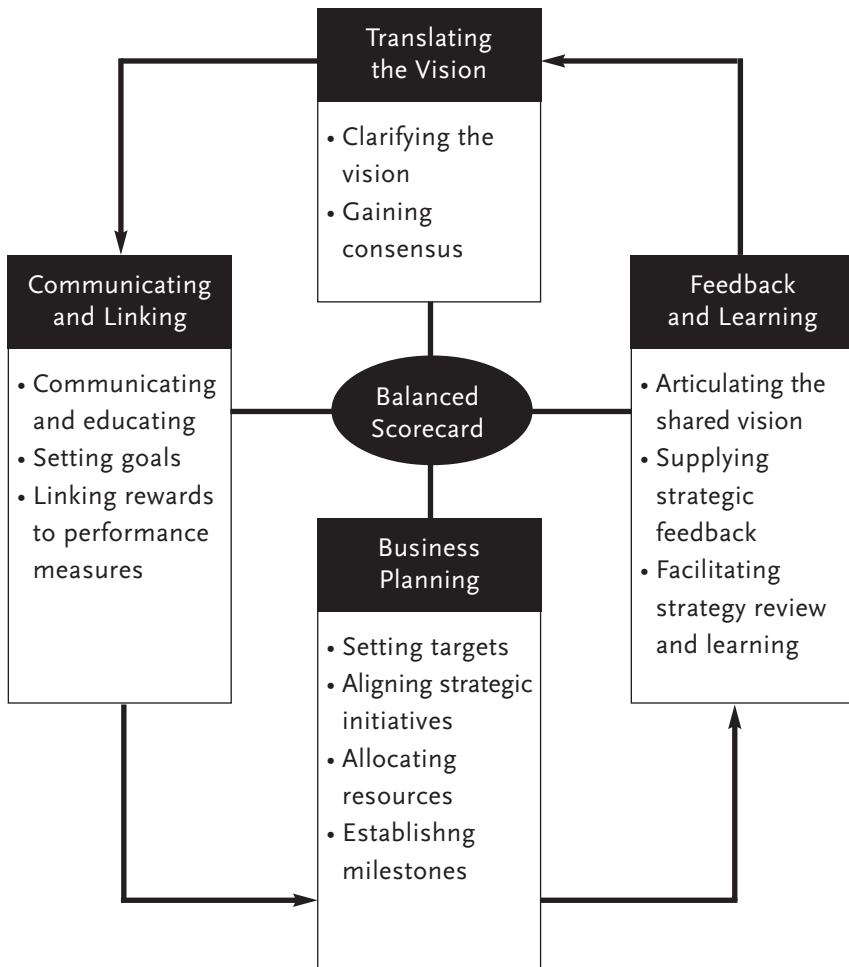 Translating
the Vision
• Clarifying the
vision
• Gaining
consensus
Communicating
and Linking
• Communicating
and educating
• Setting goals
• Linking rewards
to performance
measures
Balanced
Scorecard
Feedback
and Learning
• Articulating the
shared vision
• Supplying
strategic
feedback
• Facilitating
strategy review
and learning
Business
Planning
• Setting targets
• Aligning strategic
initiatives
• Allocating
resources
• Establishng
milestones